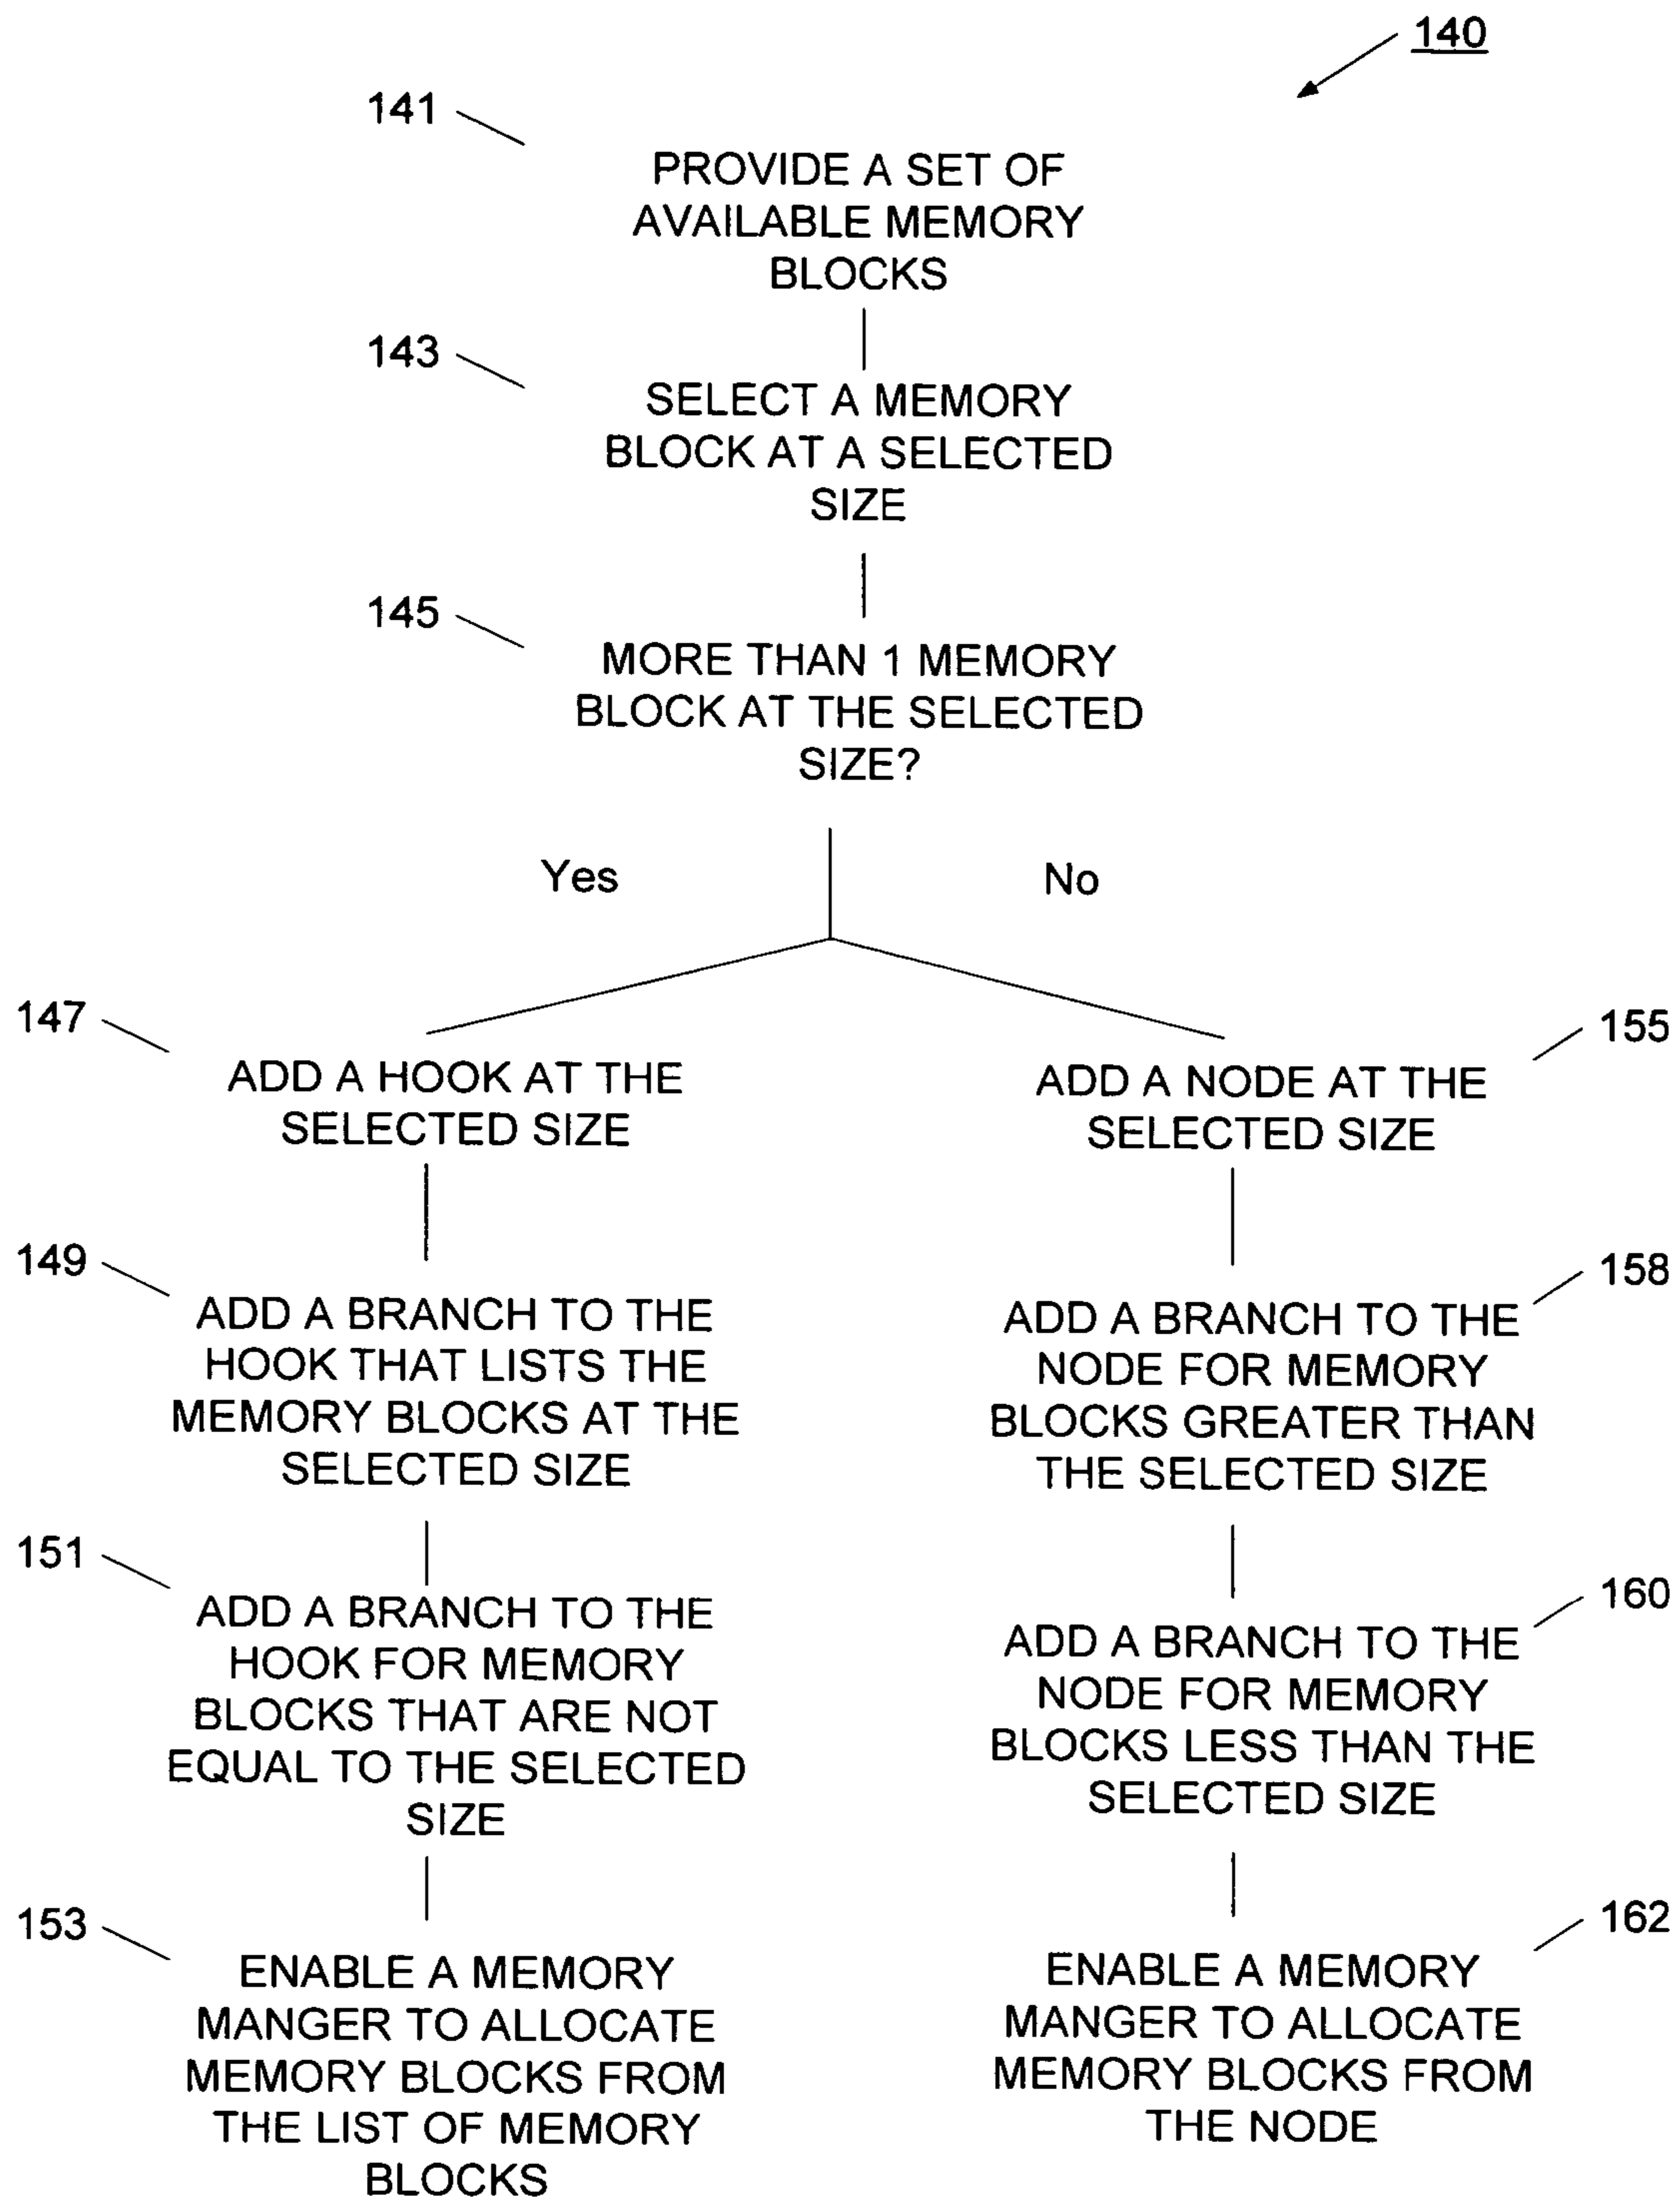 140
141
PROVIDE A SET OF
AVAILABLE MEMORY
BLOCKS
143
SELECT A MEMORY
BLOCK AT A SELECTED
SIZE
145
MORE THAN 1 MEMORY
BLOCK AT THE SELECTED
SIZE?
Yes
No
147
ADD A HOOK AT THE
SELECTED SIZE
149
ADD A BRANCH TO THE
HOOK THAT LISTS THE
MEMORY BLOCKS AT THE
SELECTED SIZE
151
ADD A BRANCH TO THE
HOOK FOR MEMORY
BLOCKS THAT ARE NOT
EQUAL TO THE SELECTED
SIZE
153
ENABLE A MEMORY
MANGER TO ALLOCATE
MEMORY BLOCKS FROM
THE LIST OF MEMORY
BLOCKS
155
ADD A NODE AT THE
SELECTED SIZE
158
ADD A BRANCH TO THE
NODE FOR MEMORY
BLOCKS GREATER THAN
THE SELECTED SIZE
160
ADD A BRANCH TO THE
NODE FOR MEMORY
BLOCKS LESS THAN THE
SELECTED SIZE
162
ENABLE A MEMORY
MANGER TO ALLOCATE
MEMORY BLOCKS FROM
THE NODE